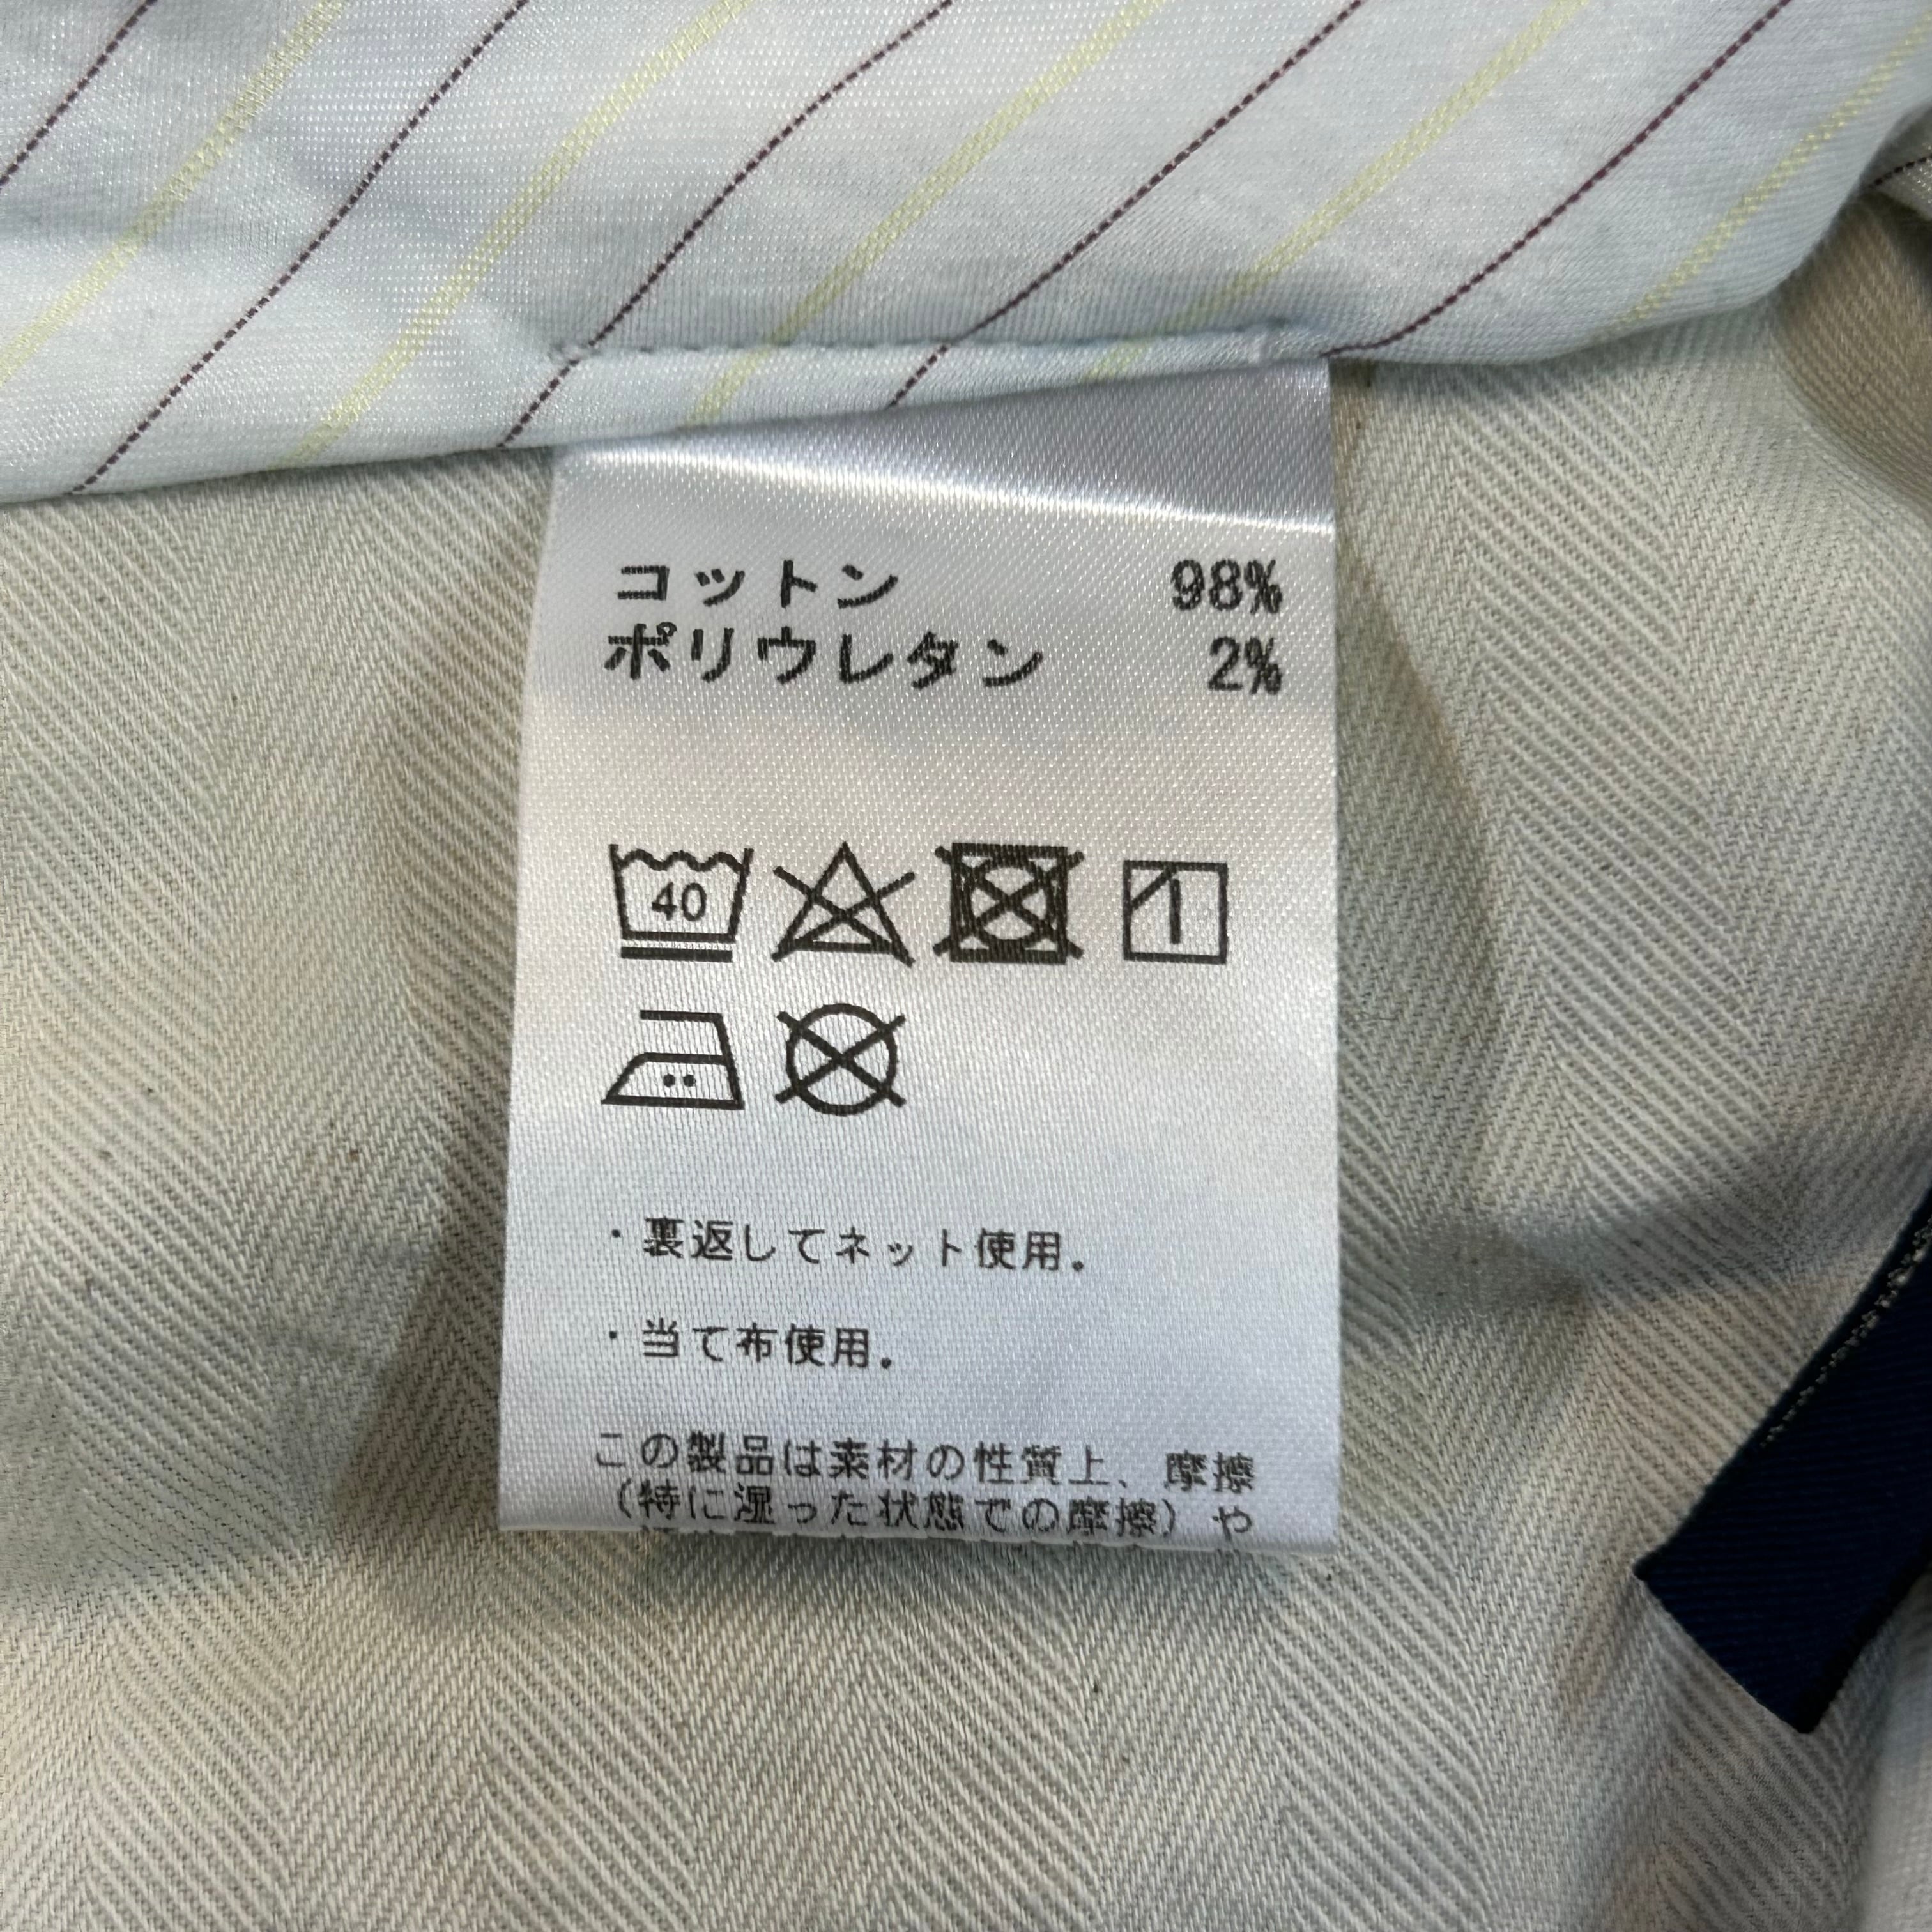 コットン 98%
ポリウレタン 2%
40
・裏返してネット使用。
・当て布使用。
この製品は素材の性質上、摩擦
（特に湿った状態での摩擦）や